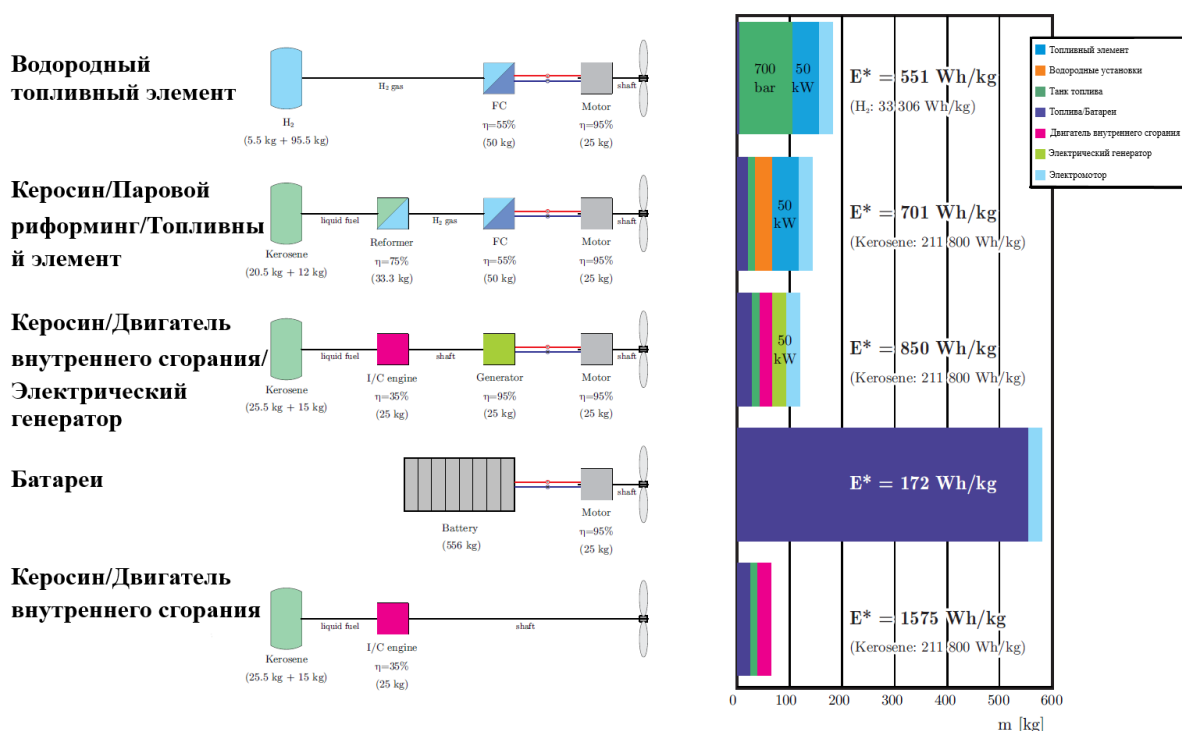 Водородный
топливный элемент
H₂ gas
shaft
H₂
(5.5 kg + 95.5 kg)
FC
η=55%
(50 kg)
Motor
η=95%
(25 kg)
Керосин/Паровой
риформинг/Топливны
й элемент
liquid fuel
H₂ gas
shaft
Kerosene
(20.5 kg + 12 kg)
Reformer
η=75%
(33.3 kg)
FC
η=55%
(50 kg)
Motor
η=95%
(25 kg)
Керосин/Двигатель
внутреннего сгорания/
Электрический
генератор
liquid fuel
shaft
shaft
Kerosene
(25.5 kg + 15 kg)
I/C engine
η=35%
(25 kg)
Generator
η=95%
(25 kg)
Motor
η=95%
(25 kg)
Батареи
shaft
Battery
(556 kg)
Motor
η=95%
(25 kg)
Керосин/Двигатель
внутреннего сгорания
liquid fuel
shaft
Kerosene
(25.5 kg + 15 kg)
I/C engine
η=35%
(25 kg)
700
bar
50
kW
E* = 551 Wh/kg
(H₂: 33 306 Wh/kg)
50
kW
E* = 701 Wh/kg
(Kerosene: 211 800 Wh/kg)
50
kW
E* = 850 Wh/kg
(Kerosene: 211 800 Wh/kg)
E* = 172 Wh/kg
E* = 1575 Wh/kg
(Kerosene: 211 800 Wh/kg)
0 100 200 300 400 500 600
m [kg]
Топливный элемент
Водородные установки
Танк топлива
Топлива/Батареи
Двигатель внутреннего сгорания
Электрический генератор
Электромотор